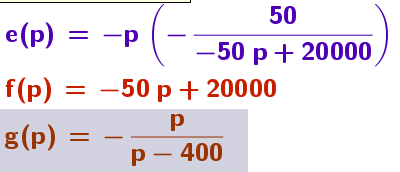 e(p) = −p (− 50 / (−50 p + 20000))
f(p) = −50 p + 20000
g(p) = − p / (p − 400)